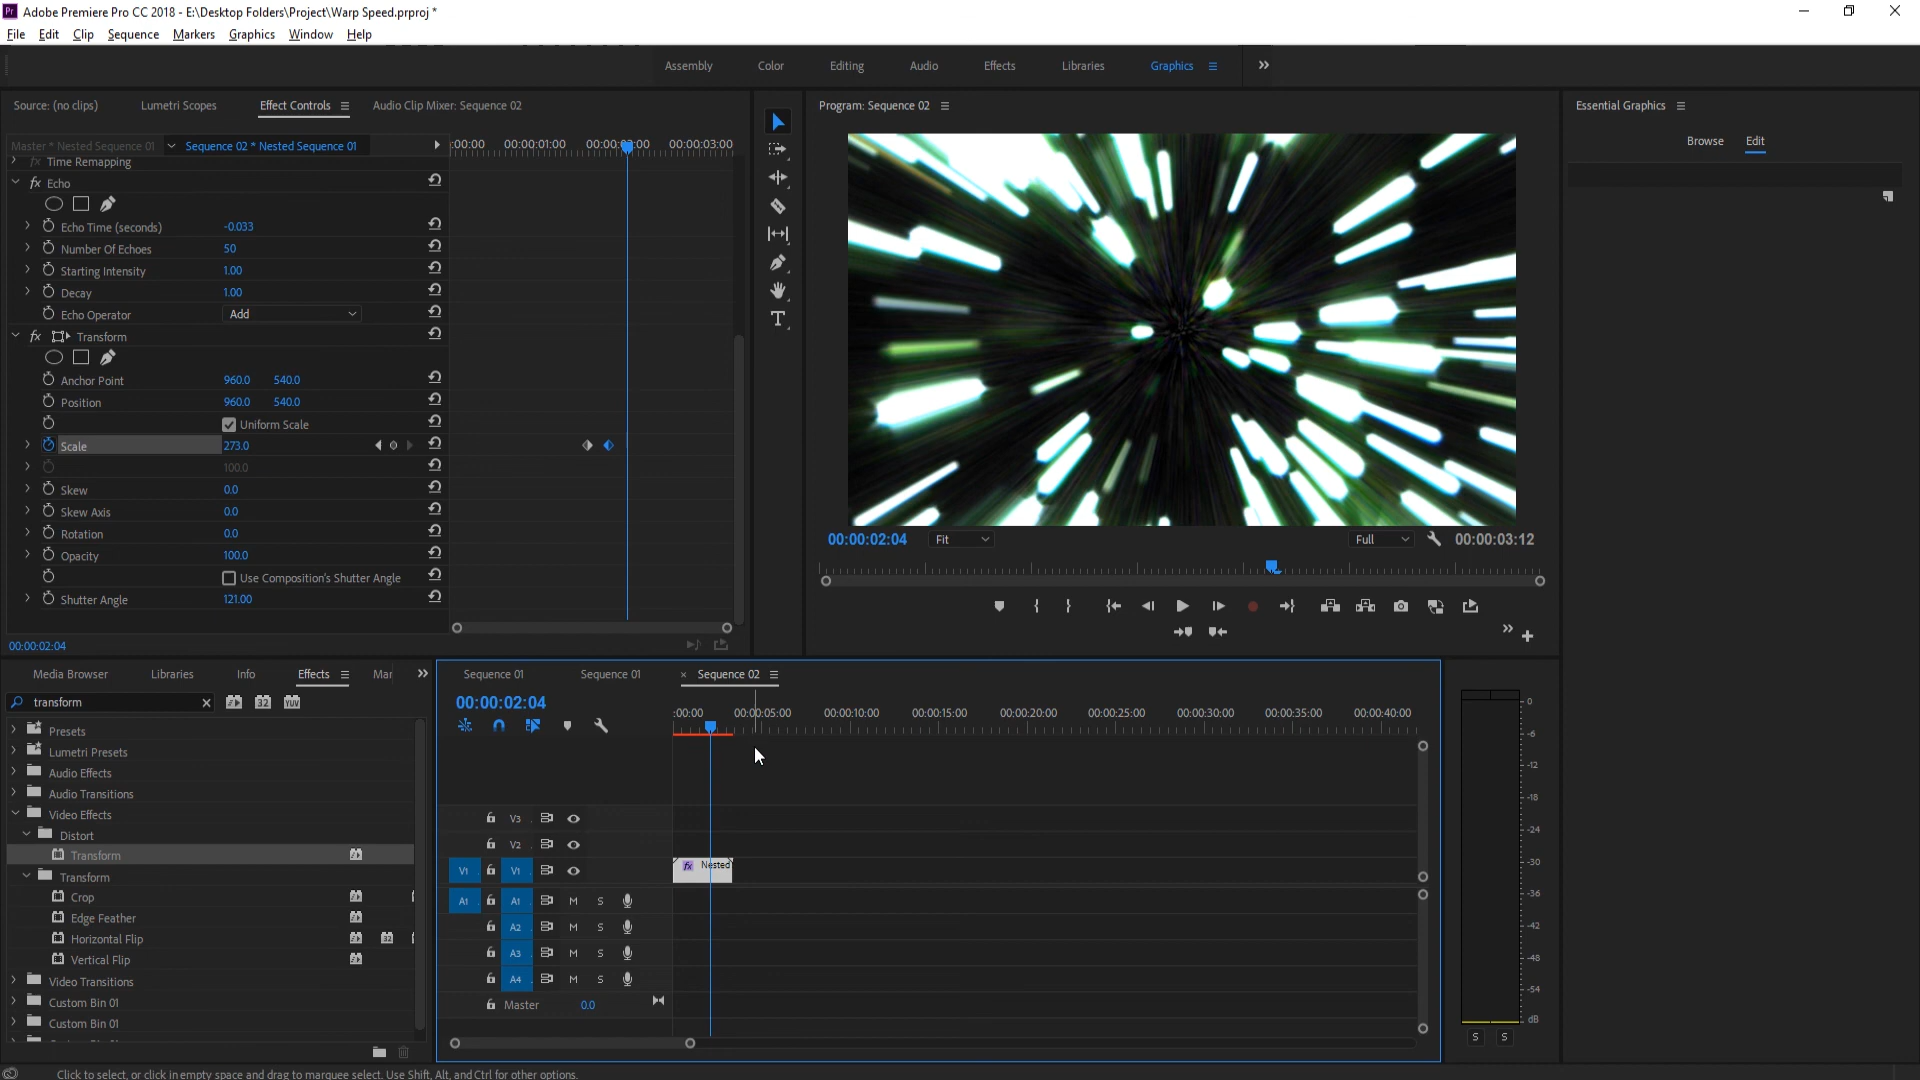 Pr Adobe Premiere Pro CC 2018 - E:\Desktop Folders\Project\Warp Speed.prproj *
File Edit Clip Sequence Markers Graphics Window Help
Assembly Color Editing Audio Effects Libraries Graphics
Source: (no clips) Lumetri Scopes Effect Controls Audio Clip Mixer: Sequence 02
Master * Nested Sequence 01 Sequence 02 * Nested Sequence 01
:00:00 00:00:01:00 00:00:02:00 00:00:03:00
fx Time Remapping
fx Echo
Echo Time (seconds) -0.033
Number Of Echoes 50
Starting Intensity 1.00
Decay 1.00
Echo Operator Add
fx Transform
Anchor Point 960.0 540.0
Position 960.0 540.0
Uniform Scale
Scale 273.0
100.0
Skew 0.0
Skew Axis 0.0
Rotation 0.0
Opacity 100.0
Use Composition's Shutter Angle
Shutter Angle 121.00
00:00:02:04
T
Program: Sequence 02
00:00:02:04 Fit Full 00:00:03:12
Essential Graphics
Browse Edit
Media Browser Libraries Info Effects Mar
transform 32 YUV
Presets
Lumetri Presets
Audio Effects
Audio Transitions
Video Effects
Distort
Transform
Transform
Crop
Edge Feather
Horizontal Flip 32
Vertical Flip
Video Transitions
Custom Bin 01
Custom Bin 01
Sequence 01 Sequence 01 × Sequence 02
00:00:02:04
:00:00 00:00:05:00 00:00:10:00 00:00:15:00 00:00:20:00 00:00:25:00 00:00:30:00 00:00:35:00 00:00:40:00
V3
V2
V1 V1 fx Nested
A1 A1 M S
A2 M S
A3 M S
A4 M S
Master 0.0
0
-6
-12
-18
-24
-30
-36
-42
-48
-54
dB
S S
Click to select, or click in empty space and drag to marquee select. Use Shift, Alt, and Ctrl for other options.